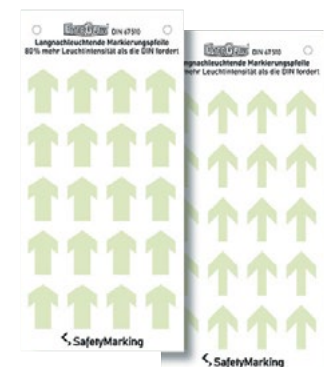 DIN 67510
Langnachleuchtende Markierungspfeile
80% mehr Leuchtintensität als die DIN fordert
SafetyMarking
DIN 67510
ngnachleuchtende Markierungspfeile
mehr Leuchtintensität als die DIN fordert
SafetyMarking